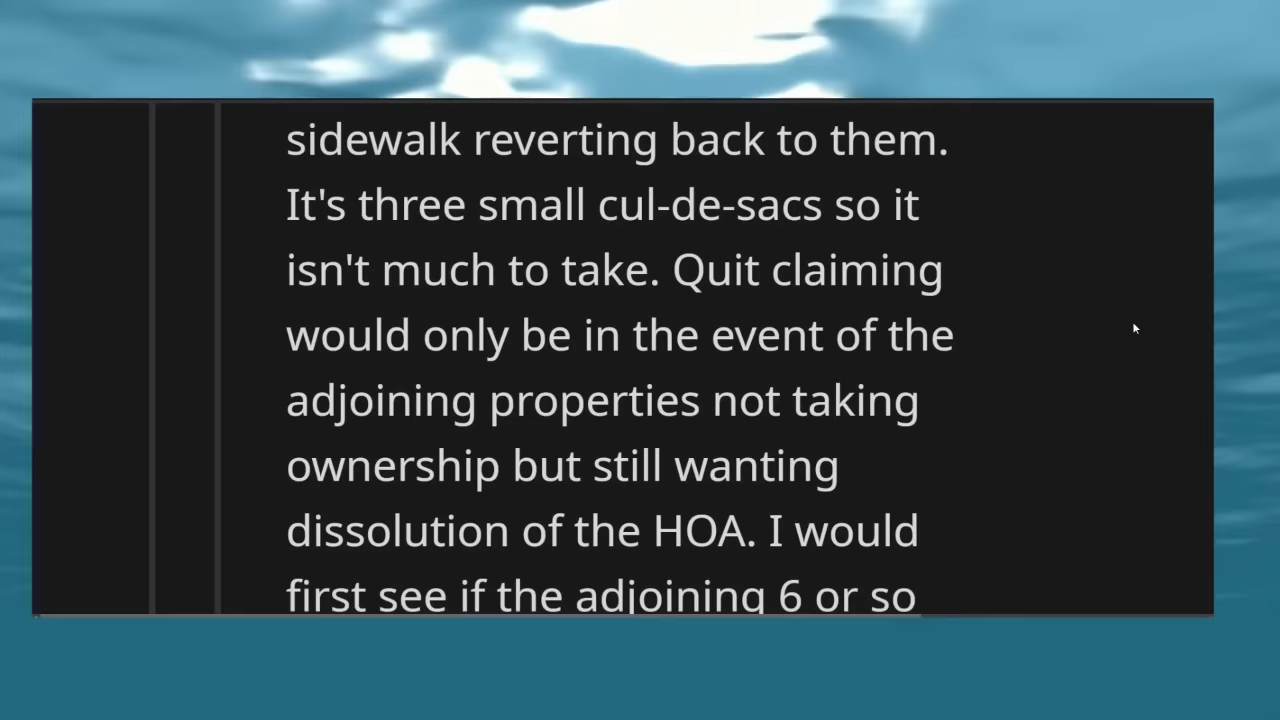 sidewalk reverting back to them.
It's three small cul-de-sacs so it
isn't much to take. Quit claiming
would only be in the event of the
adjoining properties not taking
ownership but still wanting
dissolution of the HOA. I would
first see if the adjoining 6 or so